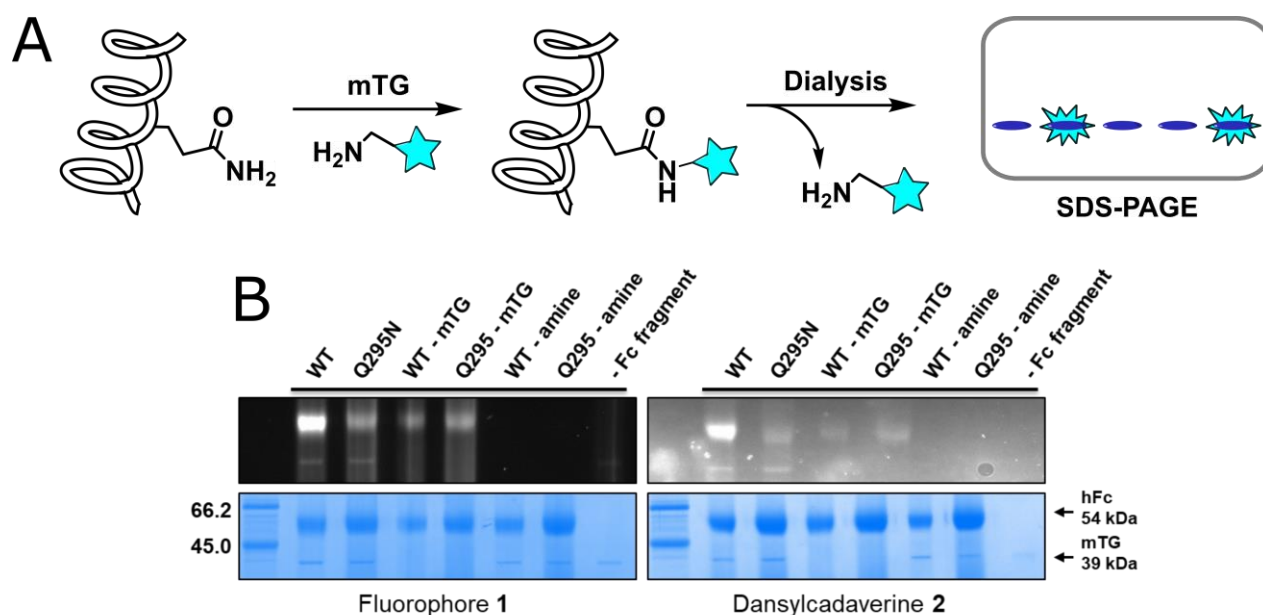 A
mTG
H₂N
O
NH₂
O
N
H
Dialysis
H₂N
SDS-PAGE
B
WT
Q295N
WT - mTG
Q295 - mTG
WT - amine
Q295 - amine
- Fc fragment
WT
Q295N
WT - mTG
Q295 - mTG
WT - amine
Q295 - amine
- Fc fragment
66.2
45.0
hFc
54 kDa
mTG
39 kDa
Fluorophore 1
Dansylcadaverine 2